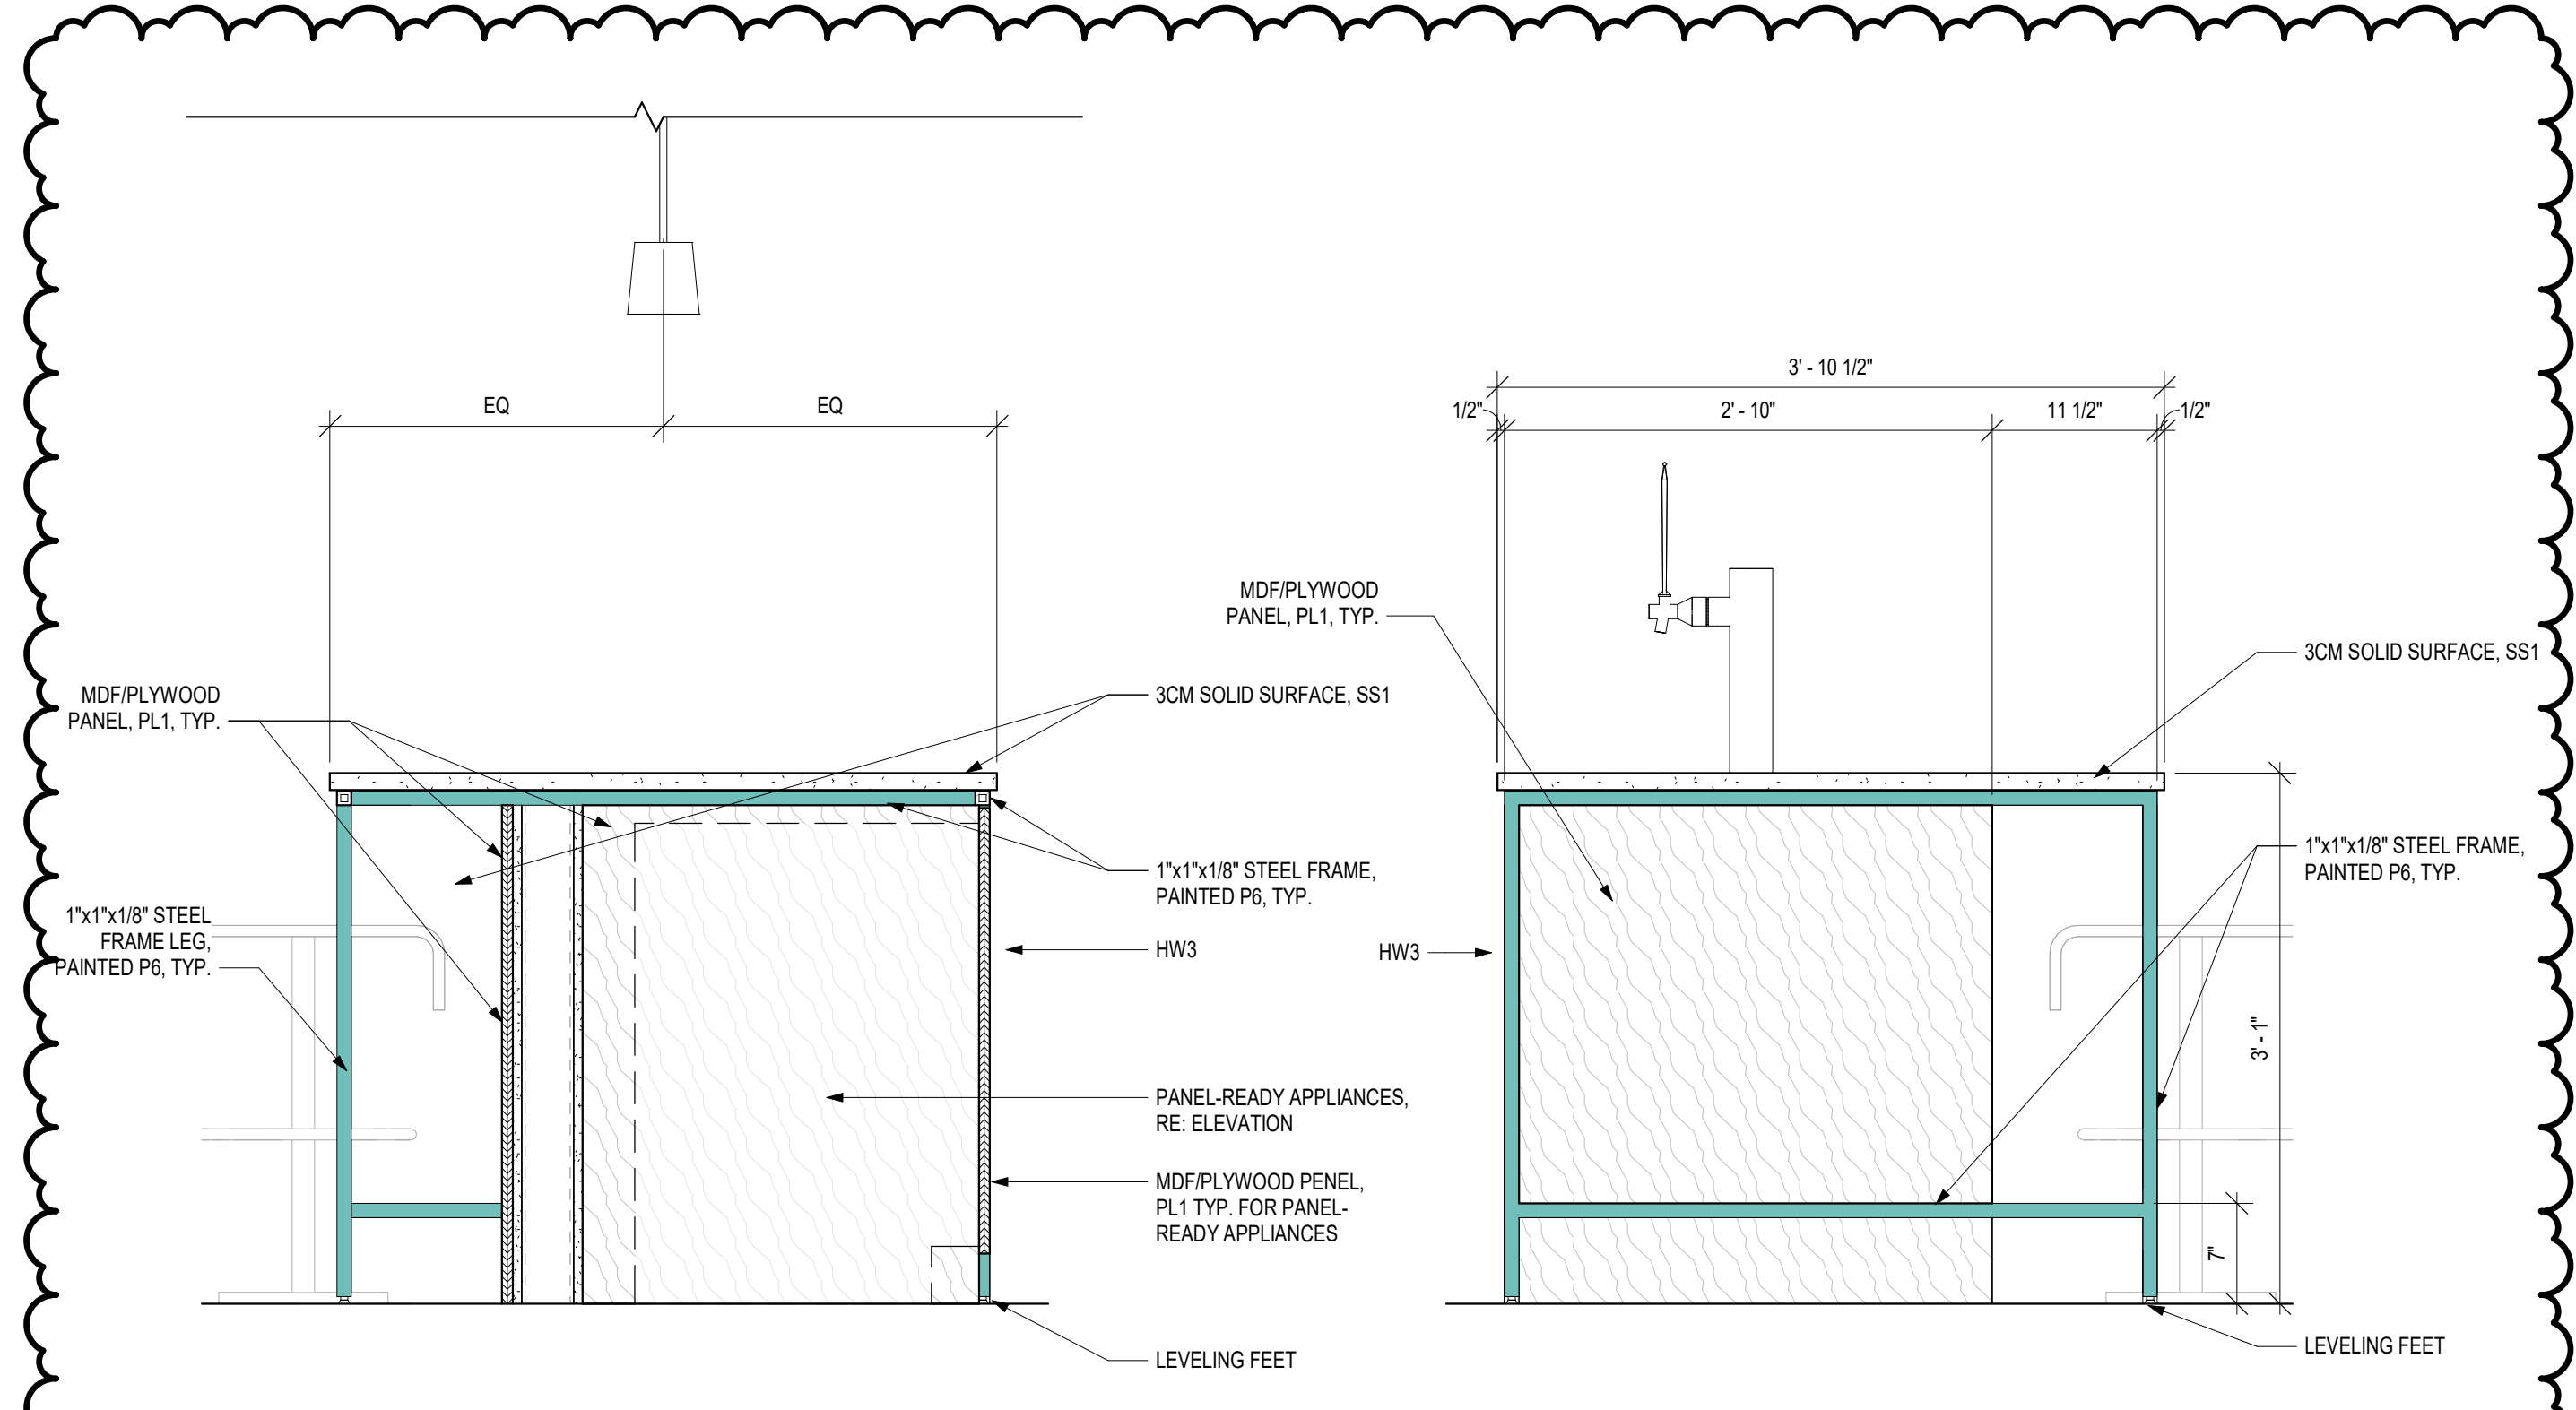 EQ
EQ
MDF/PLYWOOD
PANEL, PL1, TYP.
1"x1"x1/8" STEEL
FRAME LEG,
PAINTED P6, TYP.
3CM SOLID SURFACE, SS1
1"x1"x1/8" STEEL FRAME,
PAINTED P6, TYP.
HW3
PANEL-READY APPLIANCES,
RE: ELEVATION
MDF/PLYWOOD PENEL,
PL1 TYP. FOR PANEL-
READY APPLIANCES
LEVELING FEET
3' - 10 1/2"
1/2"
2' - 10"
11 1/2"
1/2"
MDF/PLYWOOD
PANEL, PL1, TYP.
HW3
3CM SOLID SURFACE, SS1
1"x1"x1/8" STEEL FRAME,
PAINTED P6, TYP.
3' - 1"
7"
LEVELING FEET